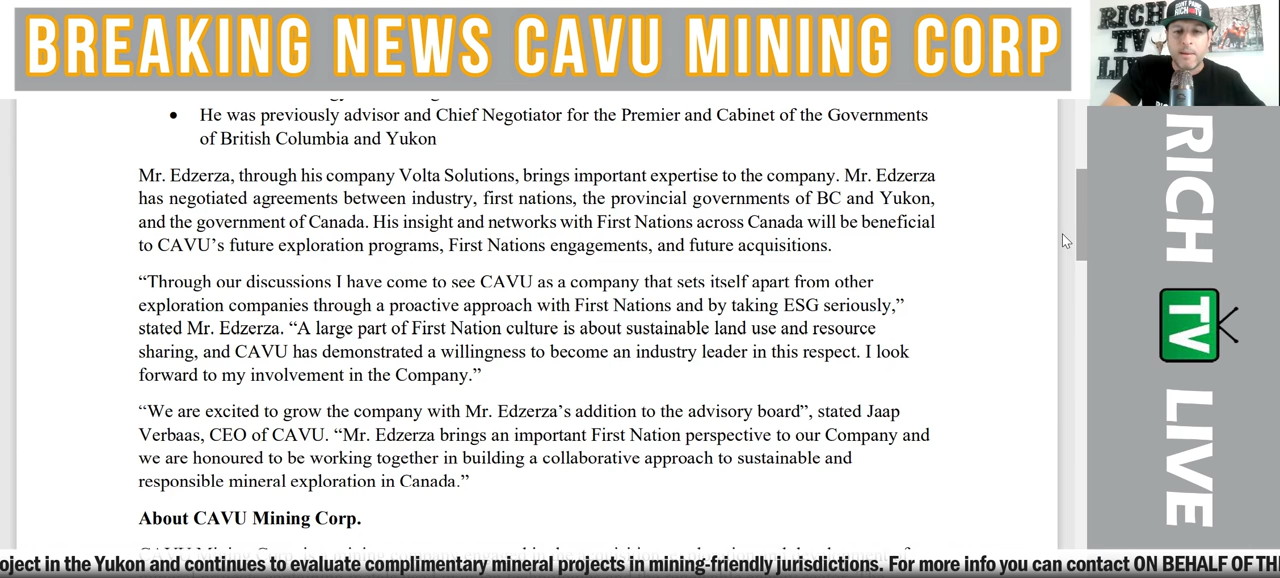 BREAKING NEWS CAVU MINING CORP
RICH
TV
LIVE
DONT PANIC
RICH TV
• He was previously advisor and Chief Negotiator for the Premier and Cabinet of the Governments
of British Columbia and Yukon
Mr. Edzerza, through his company Volta Solutions, brings important expertise to the company. Mr. Edzerza
has negotiated agreements between industry, first nations, the provincial governments of BC and Yukon,
and the government of Canada. His insight and networks with First Nations across Canada will be beneficial
to CAVU’s future exploration programs, First Nations engagements, and future acquisitions.
“Through our discussions I have come to see CAVU as a company that sets itself apart from other
exploration companies through a proactive approach with First Nations and by taking ESG seriously,”
stated Mr. Edzerza. “A large part of First Nation culture is about sustainable land use and resource
sharing, and CAVU has demonstrated a willingness to become an industry leader in this respect. I look
forward to my involvement in the Company.”
“We are excited to grow the company with Mr. Edzerza’s addition to the advisory board”, stated Jaap
Verbaas, CEO of CAVU. “Mr. Edzerza brings an important First Nation perspective to our Company and
we are honoured to be working together in building a collaborative approach to sustainable and
responsible mineral exploration in Canada.”
About CAVU Mining Corp.
RICH TV LIVE
oject in the Yukon and continues to evaluate complimentary mineral projects in mining-friendly jurisdictions. For more info you can contact ON BEHALF OF TH